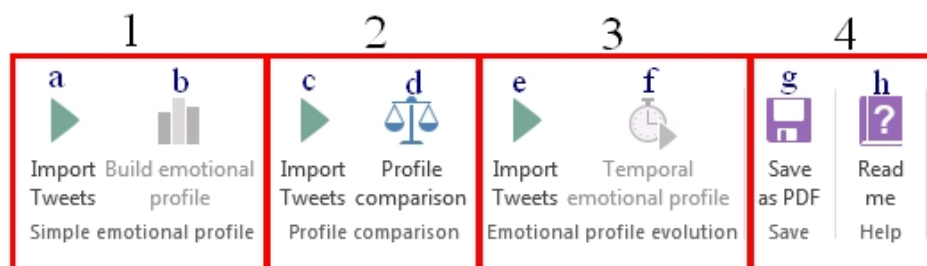 1 2 3 4
a b c d e f g h
Import Build emotional Import Profile Import Temporal Save Read
Tweets profile Tweets comparison Tweets emotional profile as PDF me
Simple emotional profile Profile comparison Emotional profile evolution Save Help